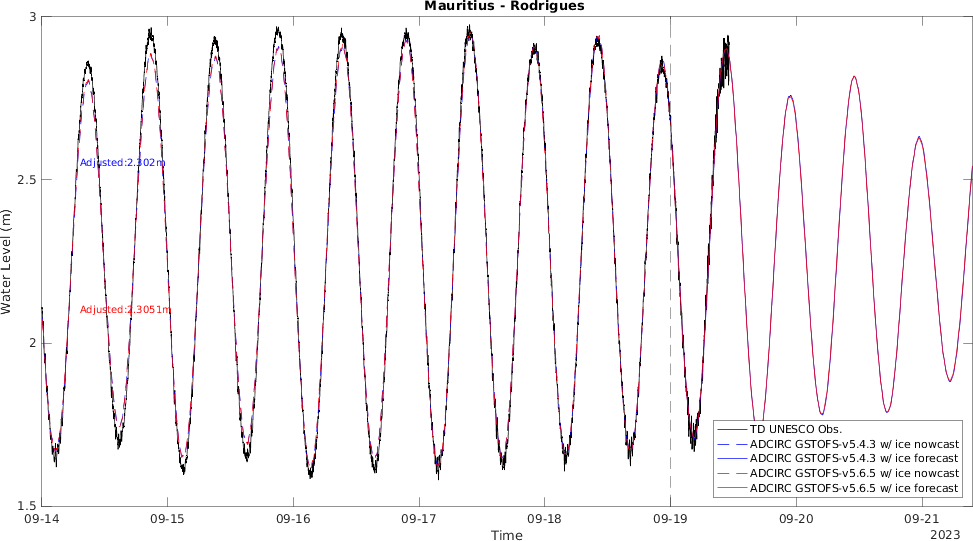 Mauritius - Rodrigues
3
2.5
2
1.5
Water Level (m)
Adjusted:2.302m
Adjusted:2.3051m
TD UNESCO Obs.
ADCIRC GSTOFS-v5.4.3 w/ ice nowcast
ADCIRC GSTOFS-v5.4.3 w/ ice forecast
ADCIRC GSTOFS-v5.6.5 w/ ice nowcast
ADCIRC GSTOFS-v5.6.5 w/ ice forecast
09-14 09-15 09-16 09-17 09-18 09-19 09-20 09-21
Time
2023